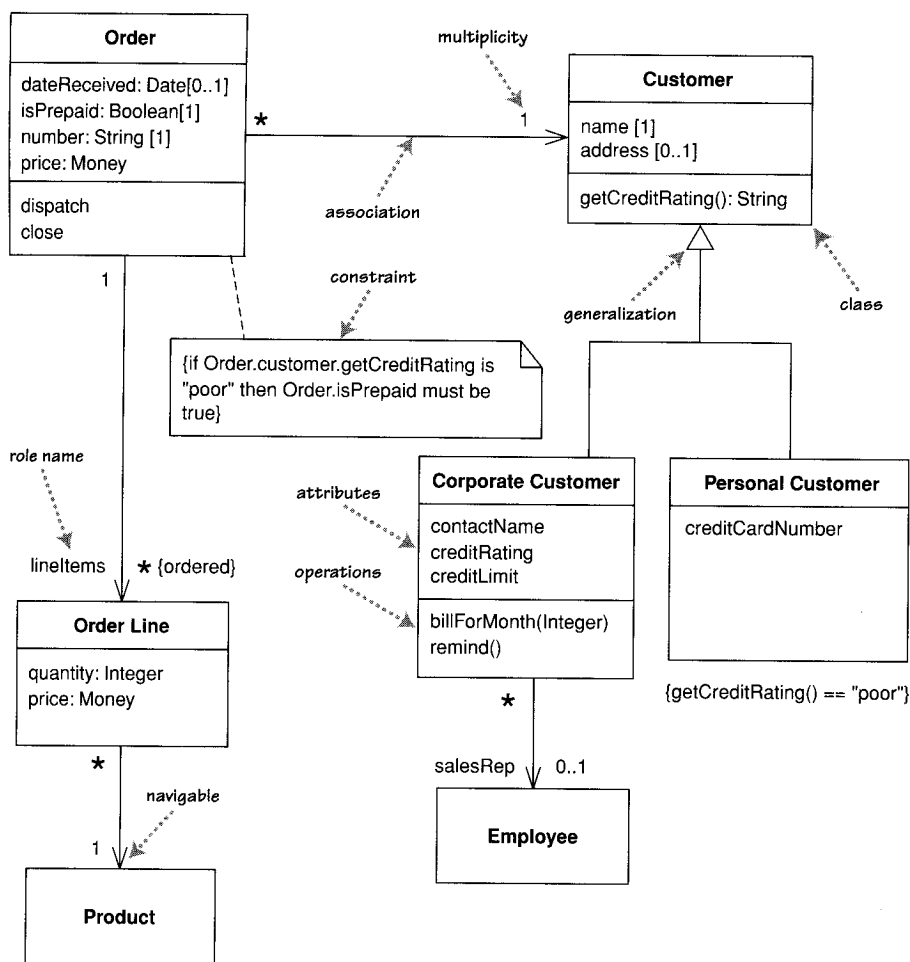 Order
dateReceived: Date[0..1]
isPrepaid: Boolean[1]
number: String [1]
price: Money
dispatch
close
multiplicity
*
1
association
Customer
name [1]
address [0..1]
getCreditRating(): String
generalization
class
1
constraint
{if Order.customer.getCreditRating is
"poor" then Order.isPrepaid must be
true}
role name
lineItems
* {ordered}
Order Line
quantity: Integer
price: Money
*
navigable
1
Product
attributes
operations
Corporate Customer
contactName
creditRating
creditLimit
billForMonth(Integer)
remind()
*
salesRep 0..1
Employee
Personal Customer
creditCardNumber
{getCreditRating() == "poor"}